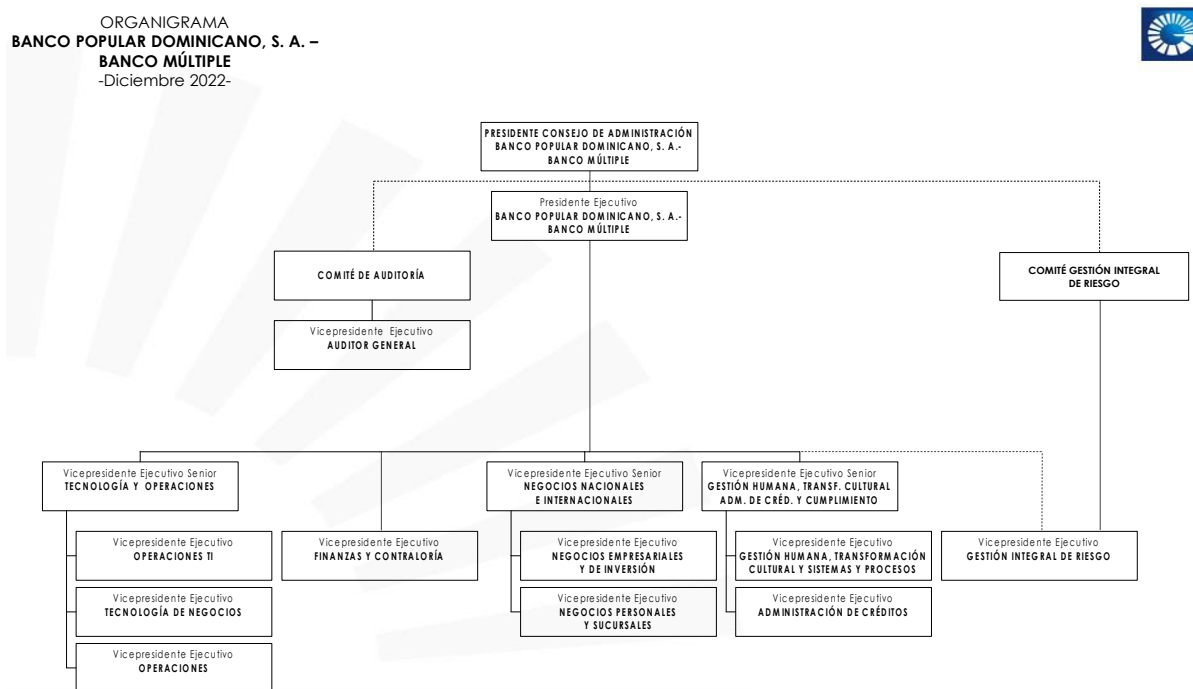 ORGANIGRAMA
BANCO POPULAR DOMINICANO, S. A. –
BANCO MÚLTIPLE
-Diciembre 2022-
PRESIDENTE CONSEJO DE ADMINISTRACIÓN
BANCO POPULAR DOMINICANO, S. A.-
BANCO MÚLTIPLE
Presidente Ejecutivo
BANCO POPULAR DOMINICANO, S. A.-
BANCO MÚLTIPLE
COMITÉ DE AUDITORÍA
COMITÉ GESTIÓN INTEGRAL
DE RIESGO
Vicepresidente Ejecutivo
AUDITOR GENERAL
Vicepresidente Ejecutivo Senior
TECNOLOGÍA Y OPERACIONES
Vicepresidente Ejecutivo
OPERACIONES TI
Vicepresidente Ejecutivo
TECNOLOGÍA DE NEGOCIOS
Vicepresidente Ejecutivo
OPERACIONES
Vicepresidente Ejecutivo
FINANZAS Y CONTRALORÍA
Vicepresidente Ejecutivo Senior
NEGOCIOS NACIONALES
E INTERNACIONALES
Vicepresidente Ejecutivo
NEGOCIOS EMPRESARIALES
Y DE INVERSIÓN
Vicepresidente Ejecutivo
NEGOCIOS PERSONALES
Y SUCURSALES
Vicepresidente Ejecutivo Senior
GESTIÓN HUMANA, TRANSF. CULTURAL
ADM. DE CRÉD. Y CUMPLIMIENTO
Vicepresidente Ejecutivo
GESTIÓN HUMANA, TRANSFORMACIÓN
CULTURAL Y SISTEMAS Y PROCESOS
Vicepresidente Ejecutivo
ADMINISTRACIÓN DE CRÉDITOS
Vicepresidente Ejecutivo
GESTIÓN INTEGRAL DE RIESGO